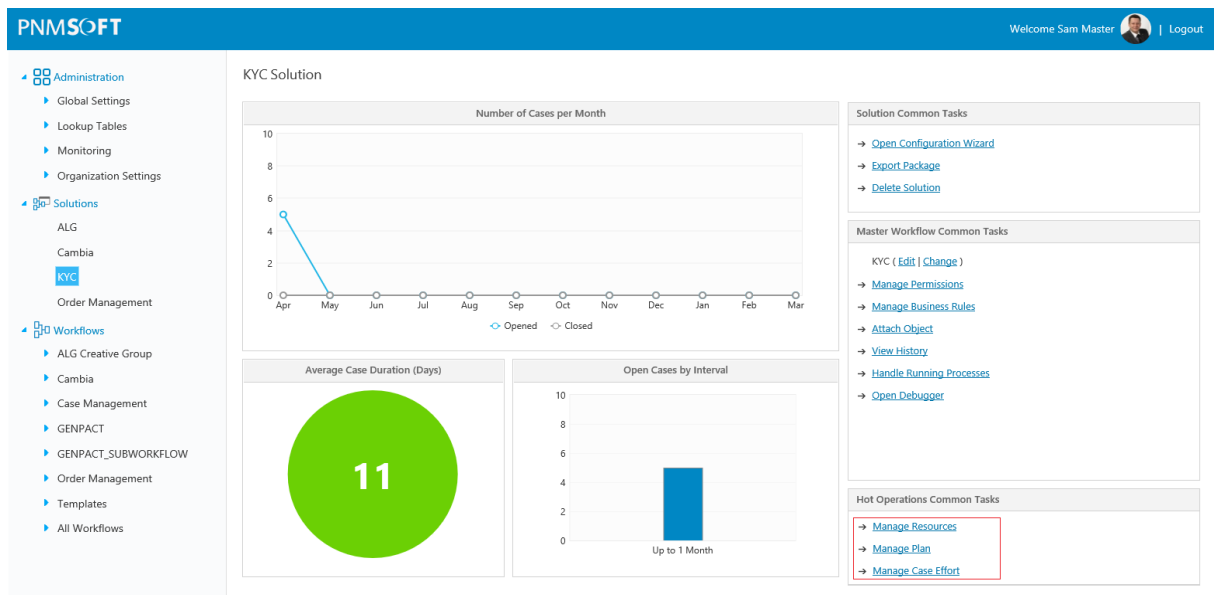 PNMSOFT
Welcome Sam Master | Logout
Administration
Global Settings
Lookup Tables
Monitoring
Organization Settings
Solutions
ALG
Cambia
KYC
Order Management
Workflows
ALG Creative Group
Cambia
Case Management
GENPACT
GENPACT_SUBWORKFLOW
Order Management
Templates
All Workflows
KYC Solution
Number of Cases per Month
10
8
6
4
2
0
Apr May Jun Jul Aug Sep Oct Nov Dec Jan Feb Mar
Opened Closed
Average Case Duration (Days)
11
Open Cases by Interval
10
8
6
4
2
0
Up to 1 Month
Solution Common Tasks
→ Open Configuration Wizard
→ Export Package
→ Delete Solution
Master Workflow Common Tasks
KYC ( Edit | Change )
→ Manage Permissions
→ Manage Business Rules
→ Attach Object
→ View History
→ Handle Running Processes
→ Open Debugger
Hot Operations Common Tasks
→ Manage Resources
→ Manage Plan
→ Manage Case Effort